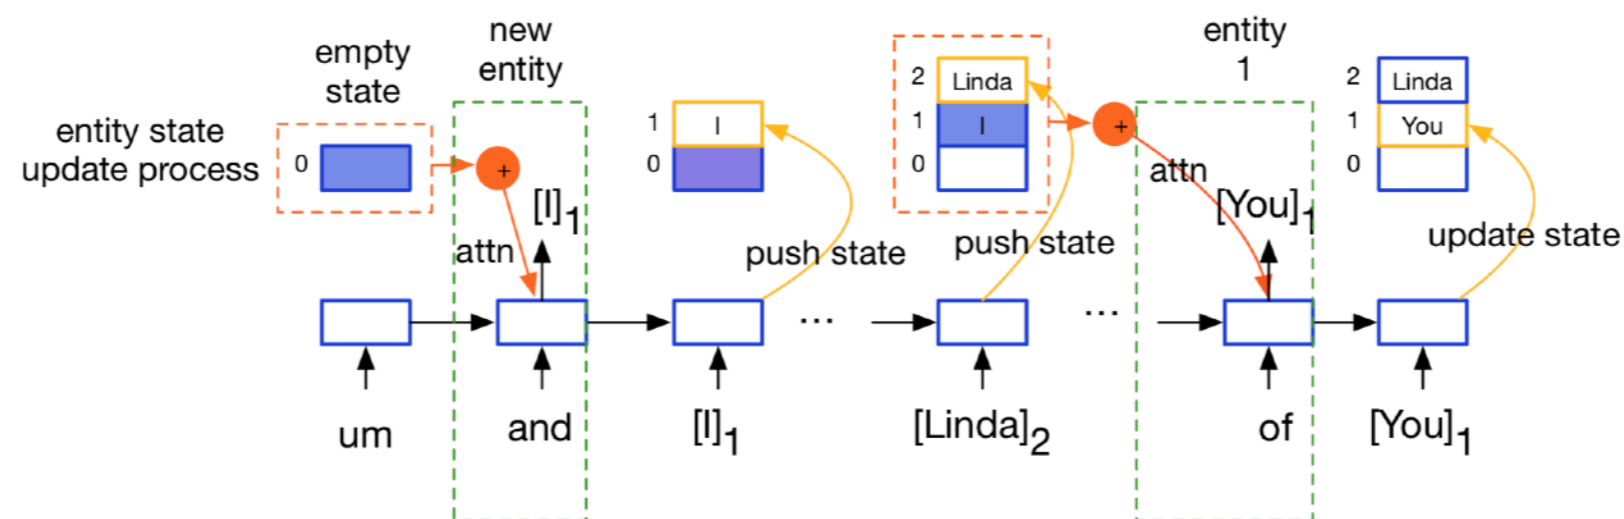 new
entity
empty
state
entity
1
entity state
update process
0
+
1
I
0
2
Linda
1
I
0
+
2
Linda
1
You
0
attn
[I]1
push state
push state
attn
[You]1
update state
...
...
um
and
[I]1
[Linda]2
of
[You]1